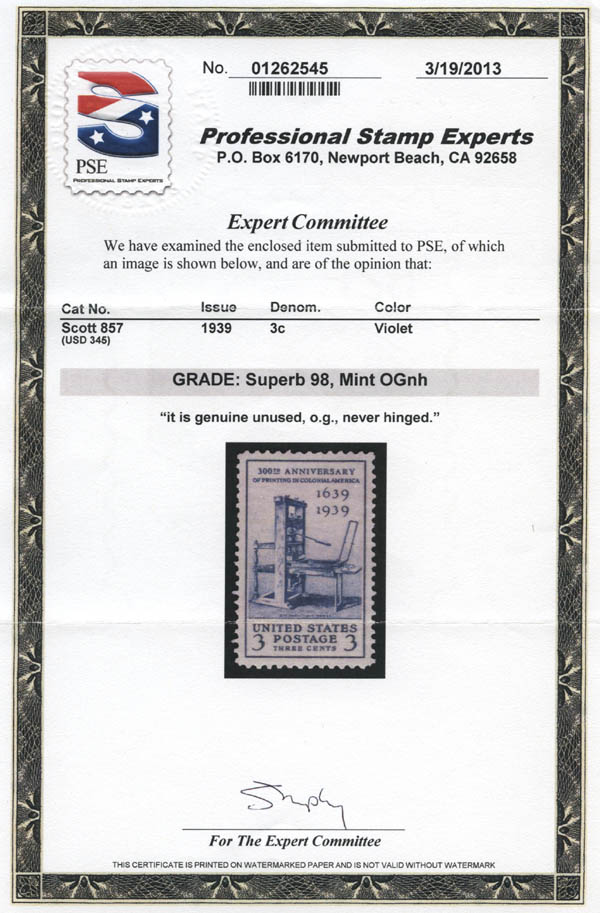 No. 01262545 3/19/2013
PSE
PROFESSIONAL STAMP EXPERTS
Professional Stamp Experts
P.O. Box 6170, Newport Beach, CA 92658
Expert Committee
We have examined the enclosed item submitted to PSE, of which
an image is shown below, and are of the opinion that:
Cat No. Issue Denom. Color
Scott 857 1939 3c Violet
(USD 345)
GRADE: Superb 98, Mint OGnh
“it is genuine unused, o.g., never hinged.”
300TH ANNIVERSARY
OF PRINTING IN COLONIAL AMERICA
1639
1939
UNITED STATES
3 POSTAGE 3
THREE CENTS
For The Expert Committee
THIS CERTIFICATE IS PRINTED ON WATERMARKED PAPER AND IS NOT VALID WITHOUT WATERMARK